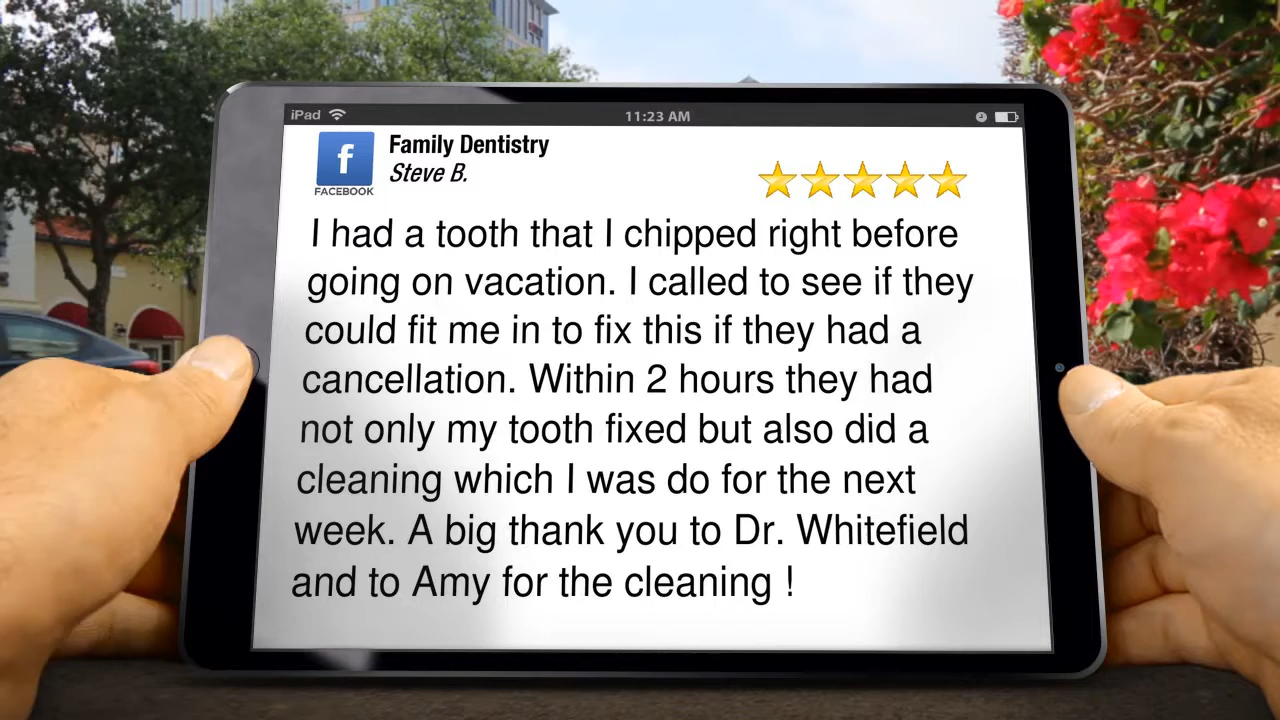 iPad 11:23 AM
f Family Dentistry
Steve B.
FACEBOOK
I had a tooth that I chipped right before
going on vacation. I called to see if they
could fit me in to fix this if they had a
cancellation. Within 2 hours they had
not only my tooth fixed but also did a
cleaning which I was do for the next
week. A big thank you to Dr. Whitefield
and to Amy for the cleaning !